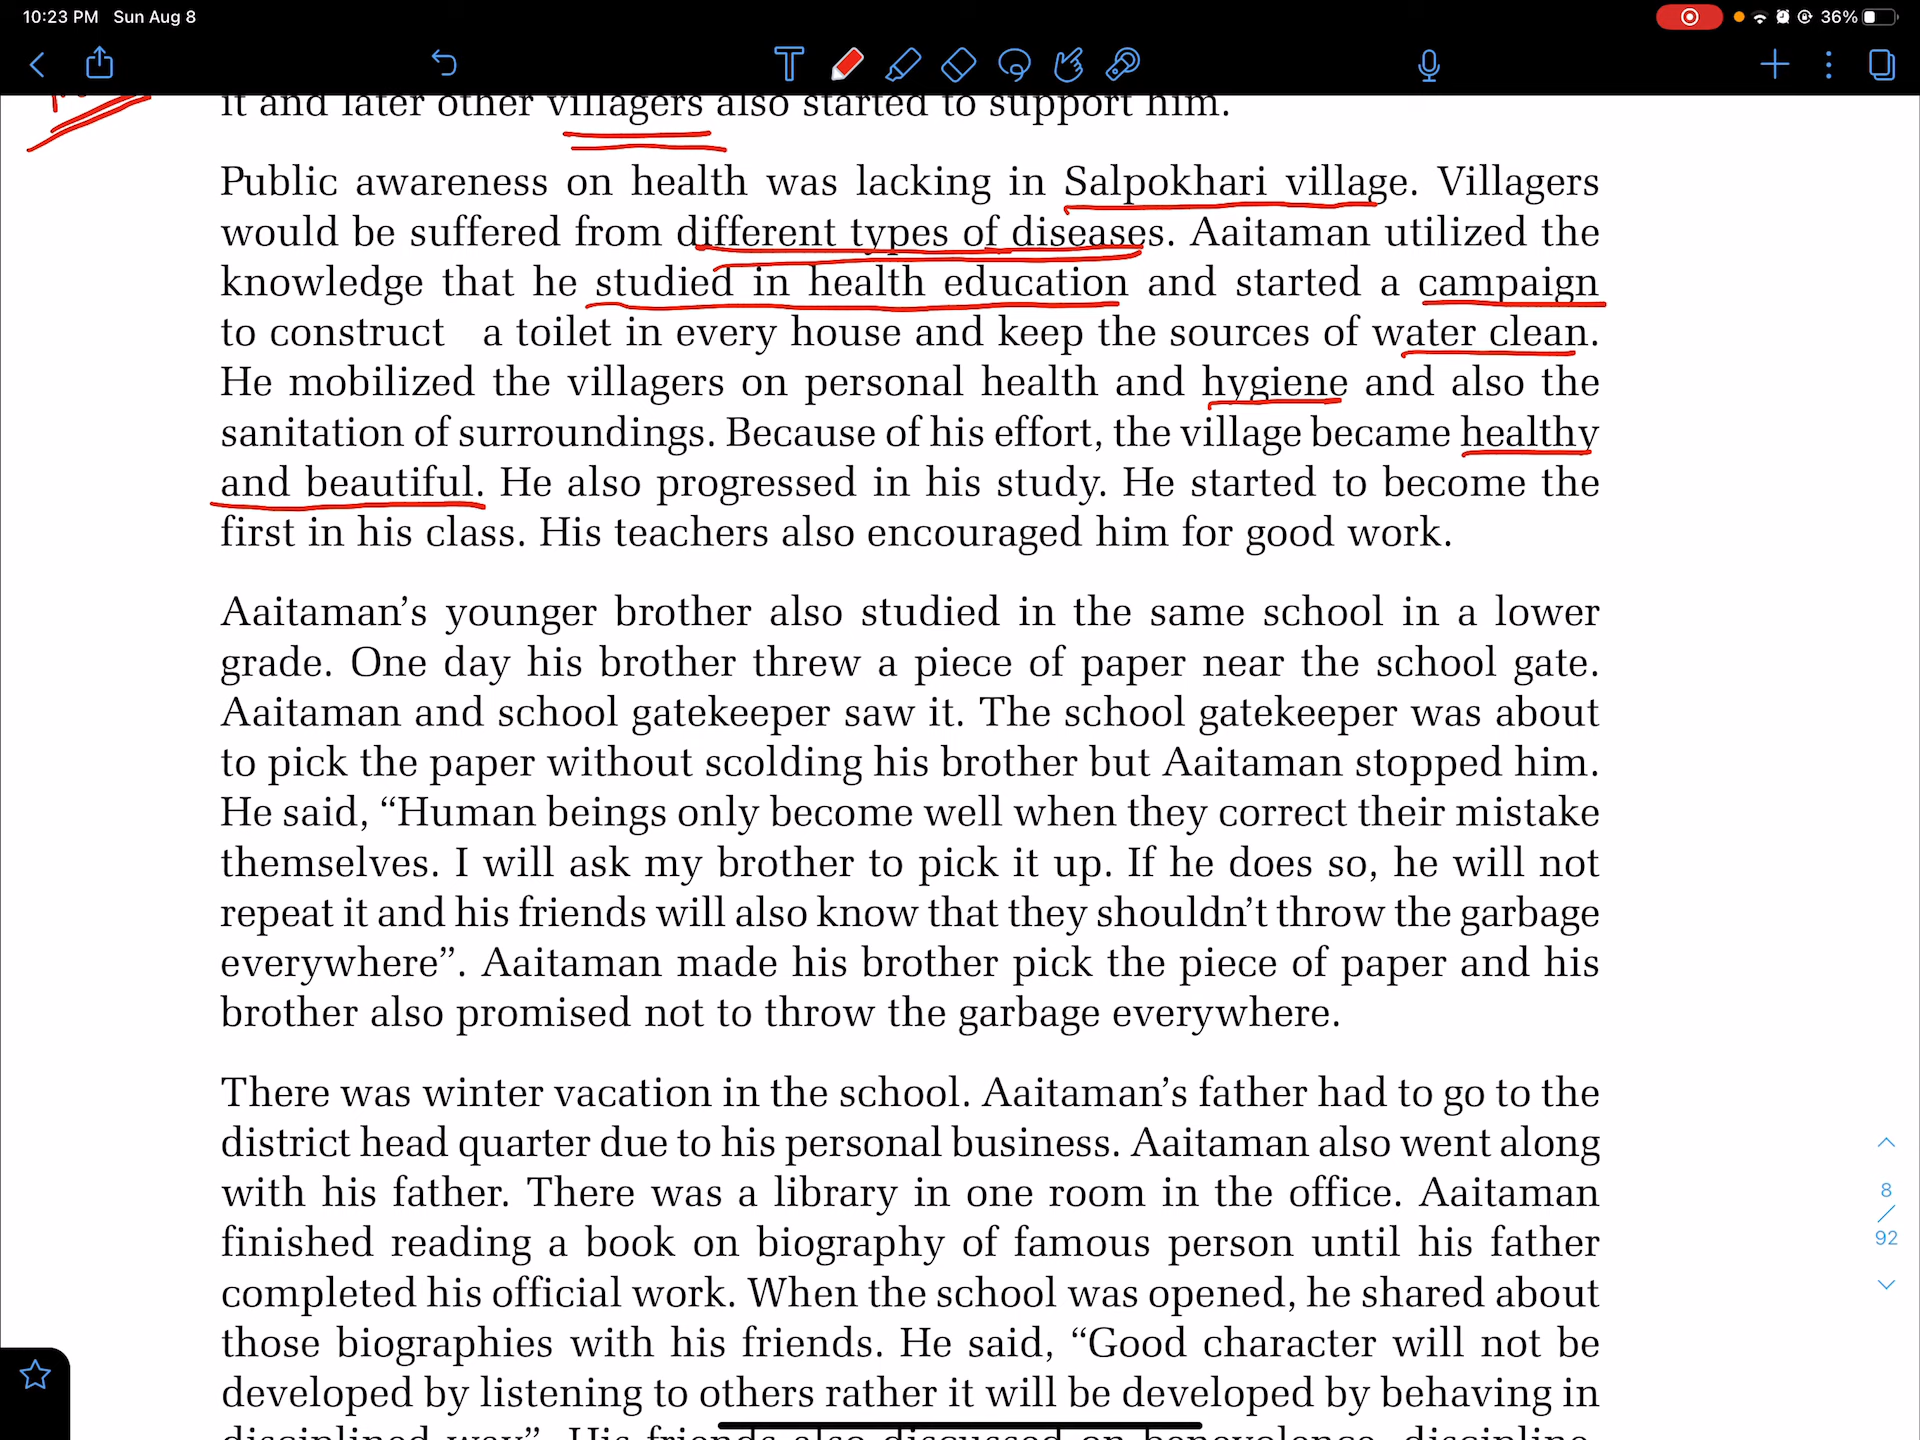 10:23 PM Sun Aug 8
36%
it and later other villagers also started to support him.
Public awareness on health was lacking in Salpokhari village. Villagers
would be suffered from different types of diseases. Aaitaman utilized the
knowledge that he studied in health education and started a campaign
to construct a toilet in every house and keep the sources of water clean.
He mobilized the villagers on personal health and hygiene and also the
sanitation of surroundings. Because of his effort, the village became healthy
and beautiful. He also progressed in his study. He started to become the
first in his class. His teachers also encouraged him for good work.
Aaitaman’s younger brother also studied in the same school in a lower
grade. One day his brother threw a piece of paper near the school gate.
Aaitaman and school gatekeeper saw it. The school gatekeeper was about
to pick the paper without scolding his brother but Aaitaman stopped him.
He said, “Human beings only become well when they correct their mistake
themselves. I will ask my brother to pick it up. If he does so, he will not
repeat it and his friends will also know that they shouldn’t throw the garbage
everywhere”. Aaitaman made his brother pick the piece of paper and his
brother also promised not to throw the garbage everywhere.
There was winter vacation in the school. Aaitaman’s father had to go to the
district head quarter due to his personal business. Aaitaman also went along
with his father. There was a library in one room in the office. Aaitaman
finished reading a book on biography of famous person until his father
completed his official work. When the school was opened, he shared about
those biographies with his friends. He said, “Good character will not be
developed by listening to others rather it will be developed by behaving in
disciplined way”. His friends also discussed on benevolence, discipline,
8
/
92